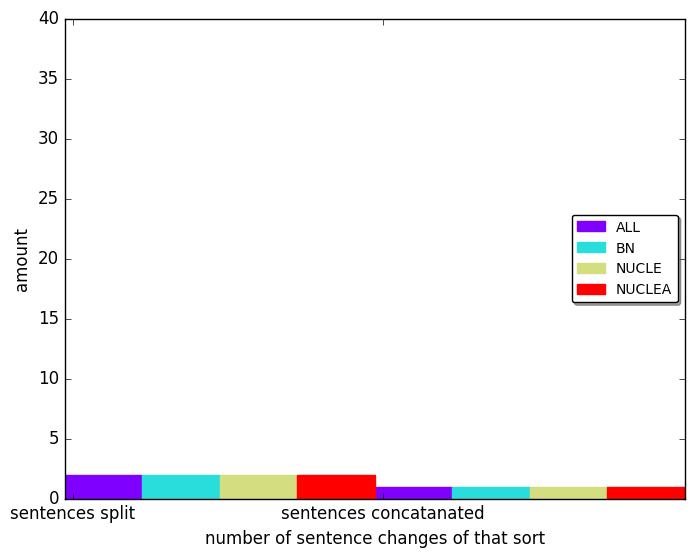 40
35
30
25
20
15
10
5
0
amount
ALL
BN
NUCLE
NUCLEA
sentences split
sentences concatanated
number of sentence changes of that sort